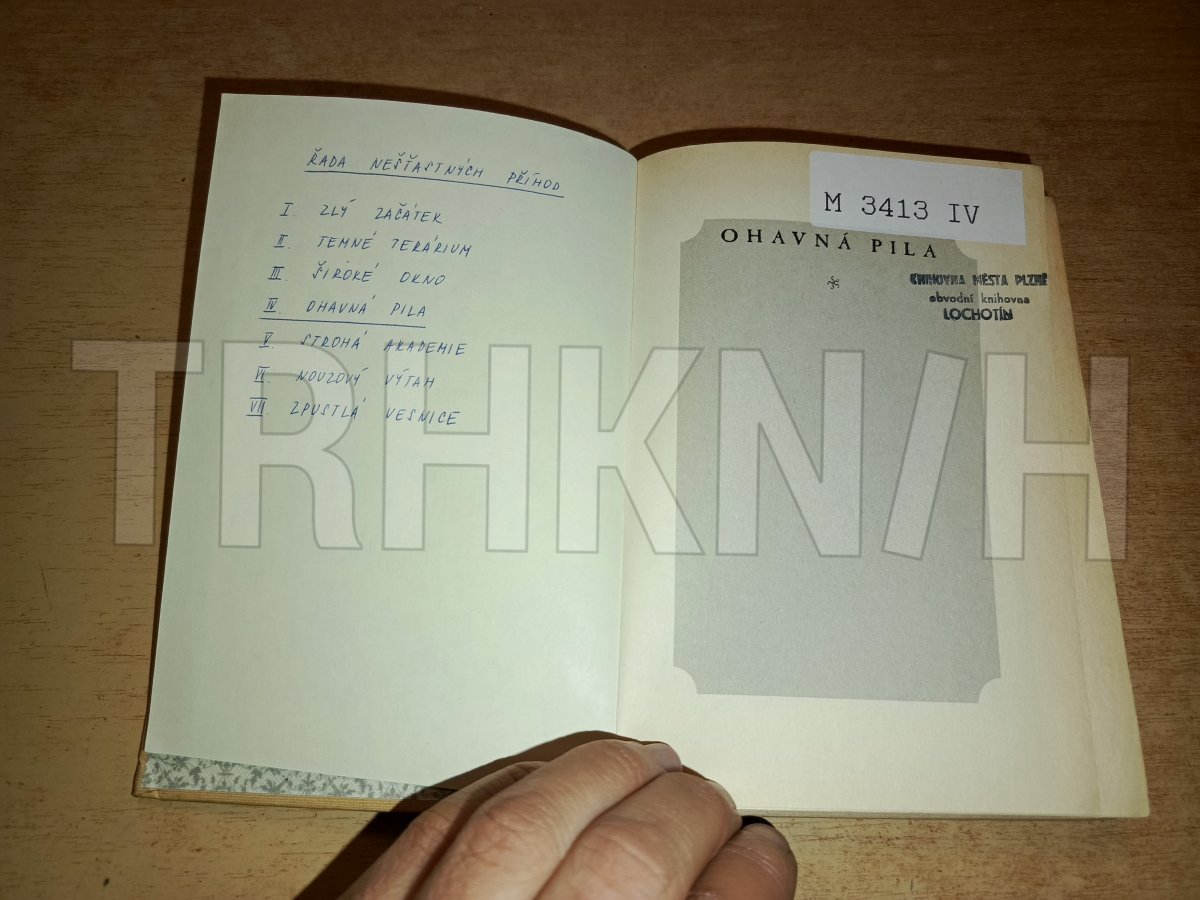 ŘADA NEŠŤASTNÝCH PŘÍHOD
I. ZLÝ ZAČÁTEK
II. TEMNÉ TERÁRIUM
III. ŠIROKÉ OKNO
IV. OHAVNÁ PILA
V. STROHÁ AKADEMIE
VI. NOUZOVÝ VÝTAH
VII. ZPUSTLÁ VESNICE
M 3413 IV
OHAVNÁ PILA
KNIHOVNA MĚSTA PLZNĚ
obvodní knihovna
LOCHOTÍN
TRHKN/H